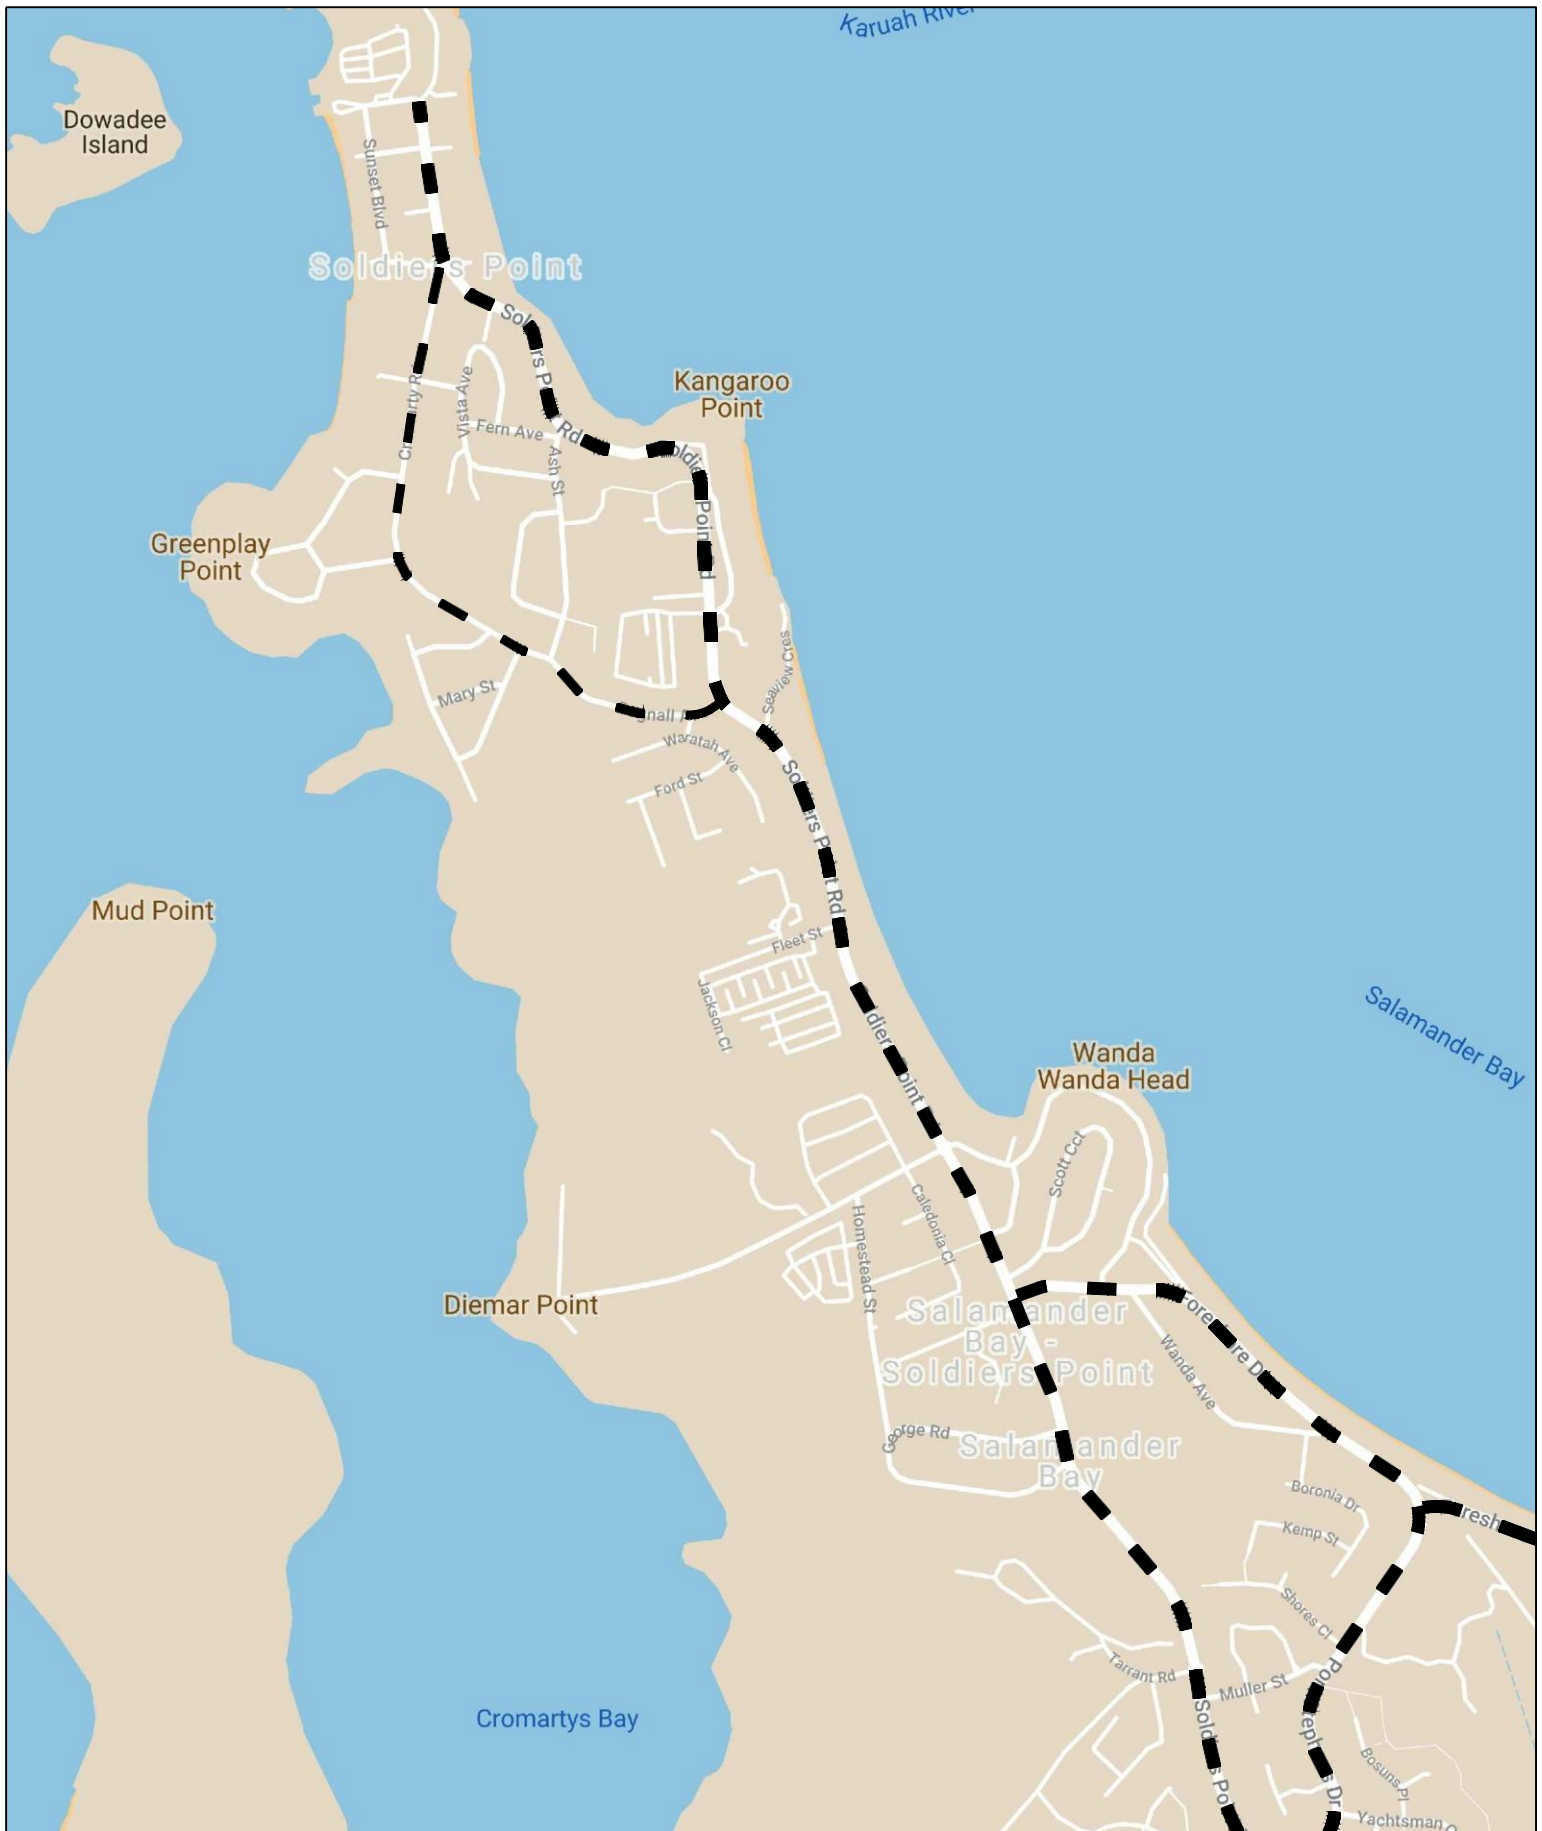 Karuah River
Dowadee
Island
Sunset Blvd
Soldiers Point
Kangaroo
Point
Vista Ave
Fern Ave
Rd
Ash St
Greenplay
Point
Mary St
Seaview Cres
Waratah Ave
Ford St
Mud Point
Rd
Fleet St
Jackson Cl
Salamander Bay
Wanda
Wanda Head
Scott Cct
Caledonia Cl
Homestead St
Diemar Point
Salamander
Bay -
Soldiers Point
Wanda Ave
George Rd
Salamander
Bay
Boronia Dr
Kemp St
Shores Cl
Tarrant Rd
Muller St
Cromartys Bay
Bosuns Pl
Dr